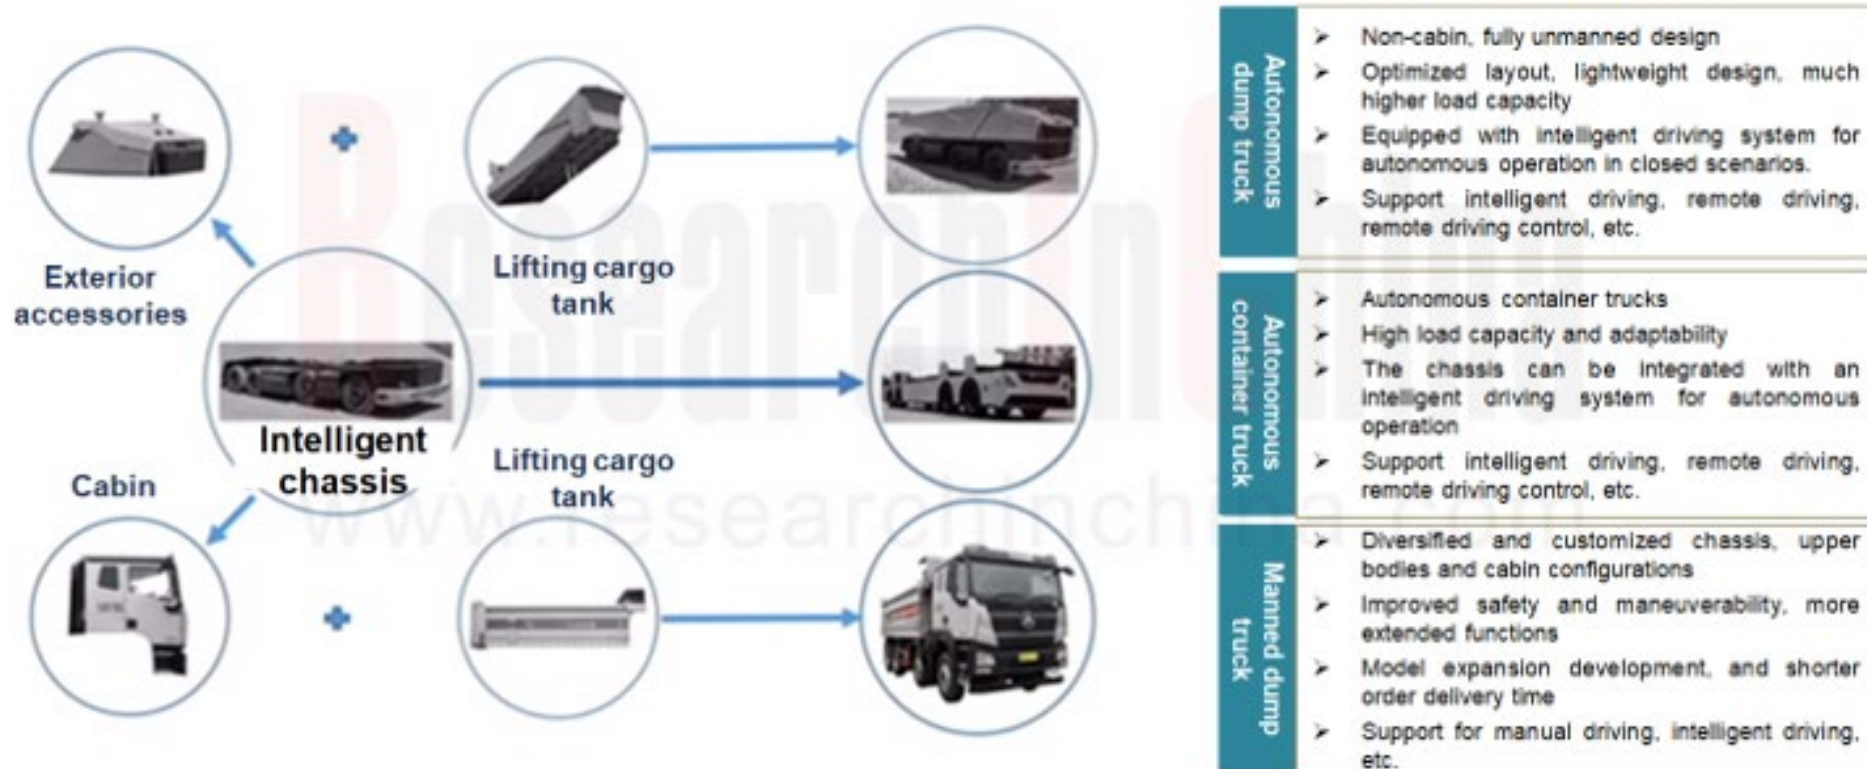 Exterior
accessories
Lifting cargo
tank
Intelligent
chassis
Lifting cargo
tank
Cabin
Autonomous
dump truck
➤ Non-cabin, fully unmanned design
➤ Optimized layout, lightweight design, much
higher load capacity
➤ Equipped with intelligent driving system for
autonomous operation in closed scenarios.
➤ Support intelligent driving, remote driving,
remote driving control, etc.
Autonomous
container truck
➤ Autonomous container trucks
➤ High load capacity and adaptability
➤ The chassis can be integrated with an
intelligent driving system for autonomous
operation
➤ Support intelligent driving, remote driving,
remote driving control, etc.
Manned dump
truck
➤ Diversified and customized chassis, upper
bodies and cabin configurations
➤ Improved safety and maneuverability, more
extended functions
➤ Model expansion development, and shorter
order delivery time
➤ Support for manual driving, intelligent driving,
etc.
ResearchInChina
www.researchinchina.com